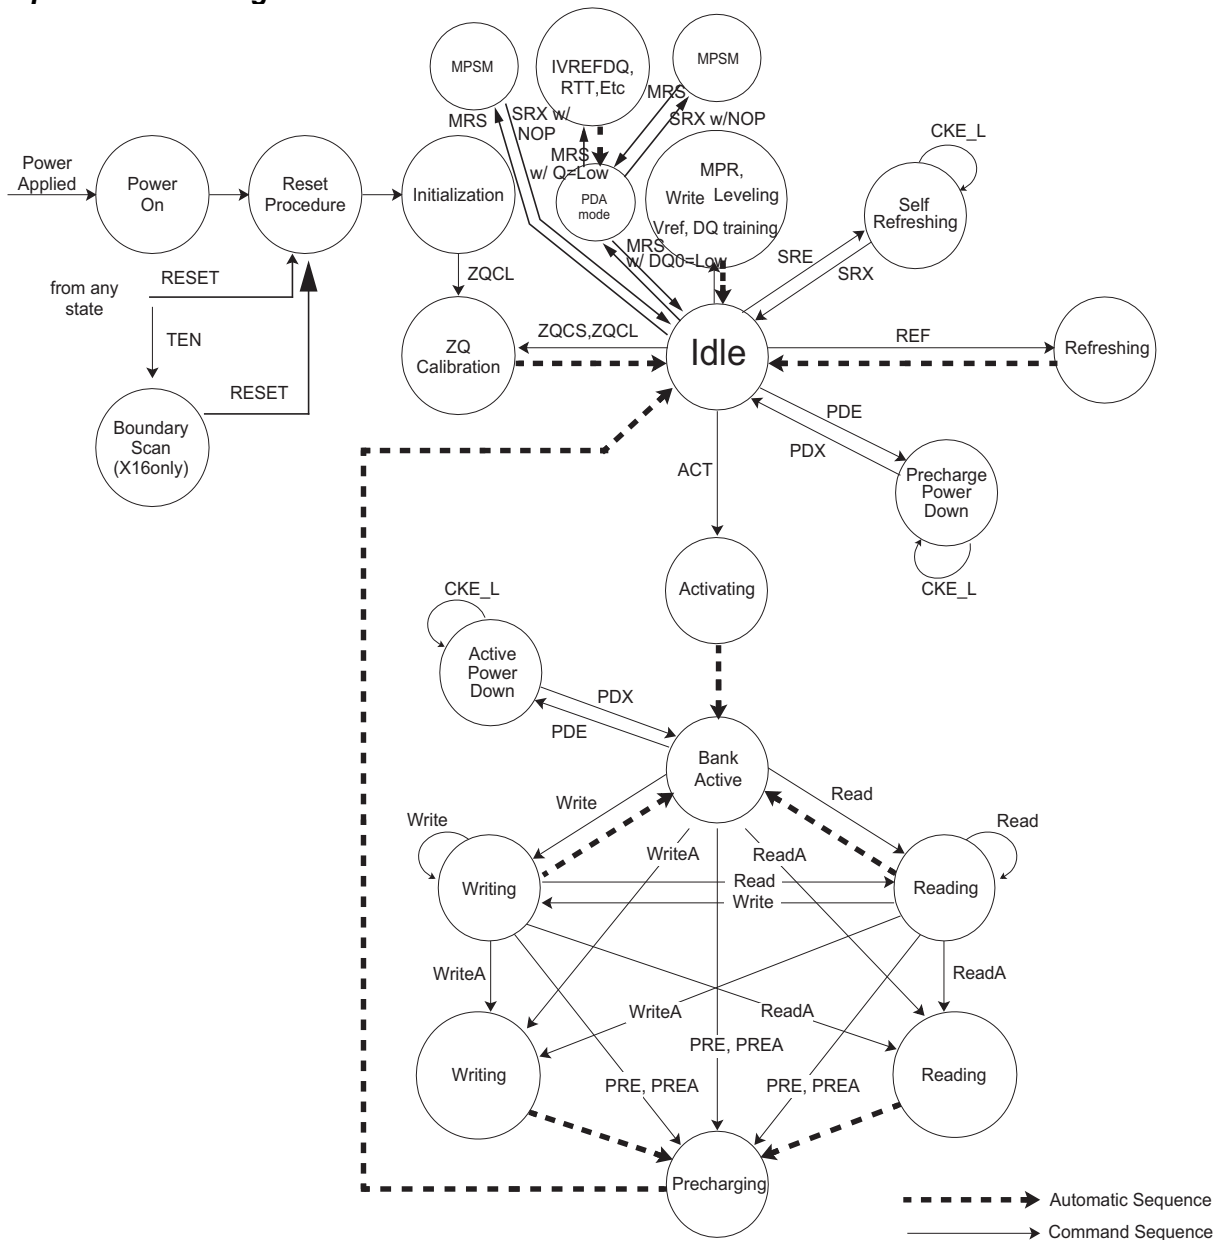 MPSM
IVREFDQ,
RTT,Etc
MPSM
MRS
SRX w/
NOP
MRS
SRX w/NOP
MRS
w/ Q=Low
CKE_L
Power
Applied
Power
On
Reset
Procedure
Initialization
PDA
mode
MPR,
Write Leveling
Vref, DQ training
Self
Refreshing
MRS
w/ DQ0=Low
SRE
SRX
from any
state
RESET
ZQCL
TEN
ZQ
Calibration
ZQCS,ZQCL
Idle
REF
Refreshing
RESET
Boundary
Scan
(X16only)
PDE
PDX
ACT
Precharge
Power
Down
CKE_L
Activating
CKE_L
Active
Power
Down
PDX
PDE
Bank
Active
Write
Read
Write
WriteA
ReadA
Read
Writing
Read
Write
Reading
WriteA
ReadA
WriteA
ReadA
PRE, PREA
Writing
PRE, PREA
PRE, PREA
Reading
Precharging
Automatic Sequence
Command Sequence